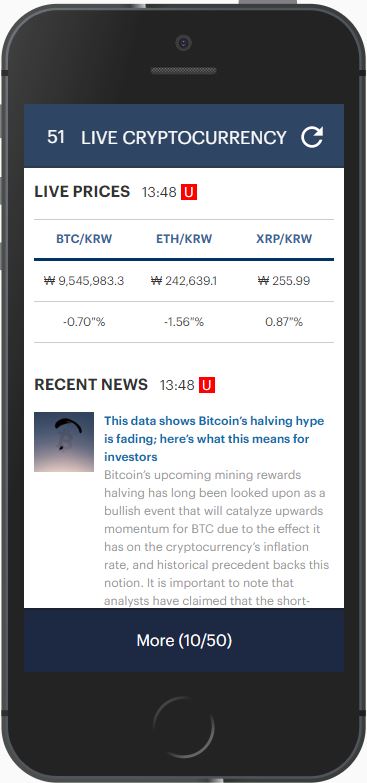 51 LIVE CRYPTOCURRENCY
LIVE PRICES 13:48 U
BTC/KRW ETH/KRW XRP/KRW
₩ 9,545,983.3 ₩ 242,639.1 ₩ 255.99
-0.70"% -1.56"% 0.87"%
RECENT NEWS 13:48 U
This data shows Bitcoin's halving hype
is fading; here's what this means for
investors
Bitcoin's upcoming mining rewards
halving has long been looked upon as a
bullish event that will catalyze upwards
momentum for BTC due to the effect it
has on the cryptocurrency's inflation
rate, and historical precedent backs this
notion. It is important to note that
analysts have claimed that the short-
More (10/50)